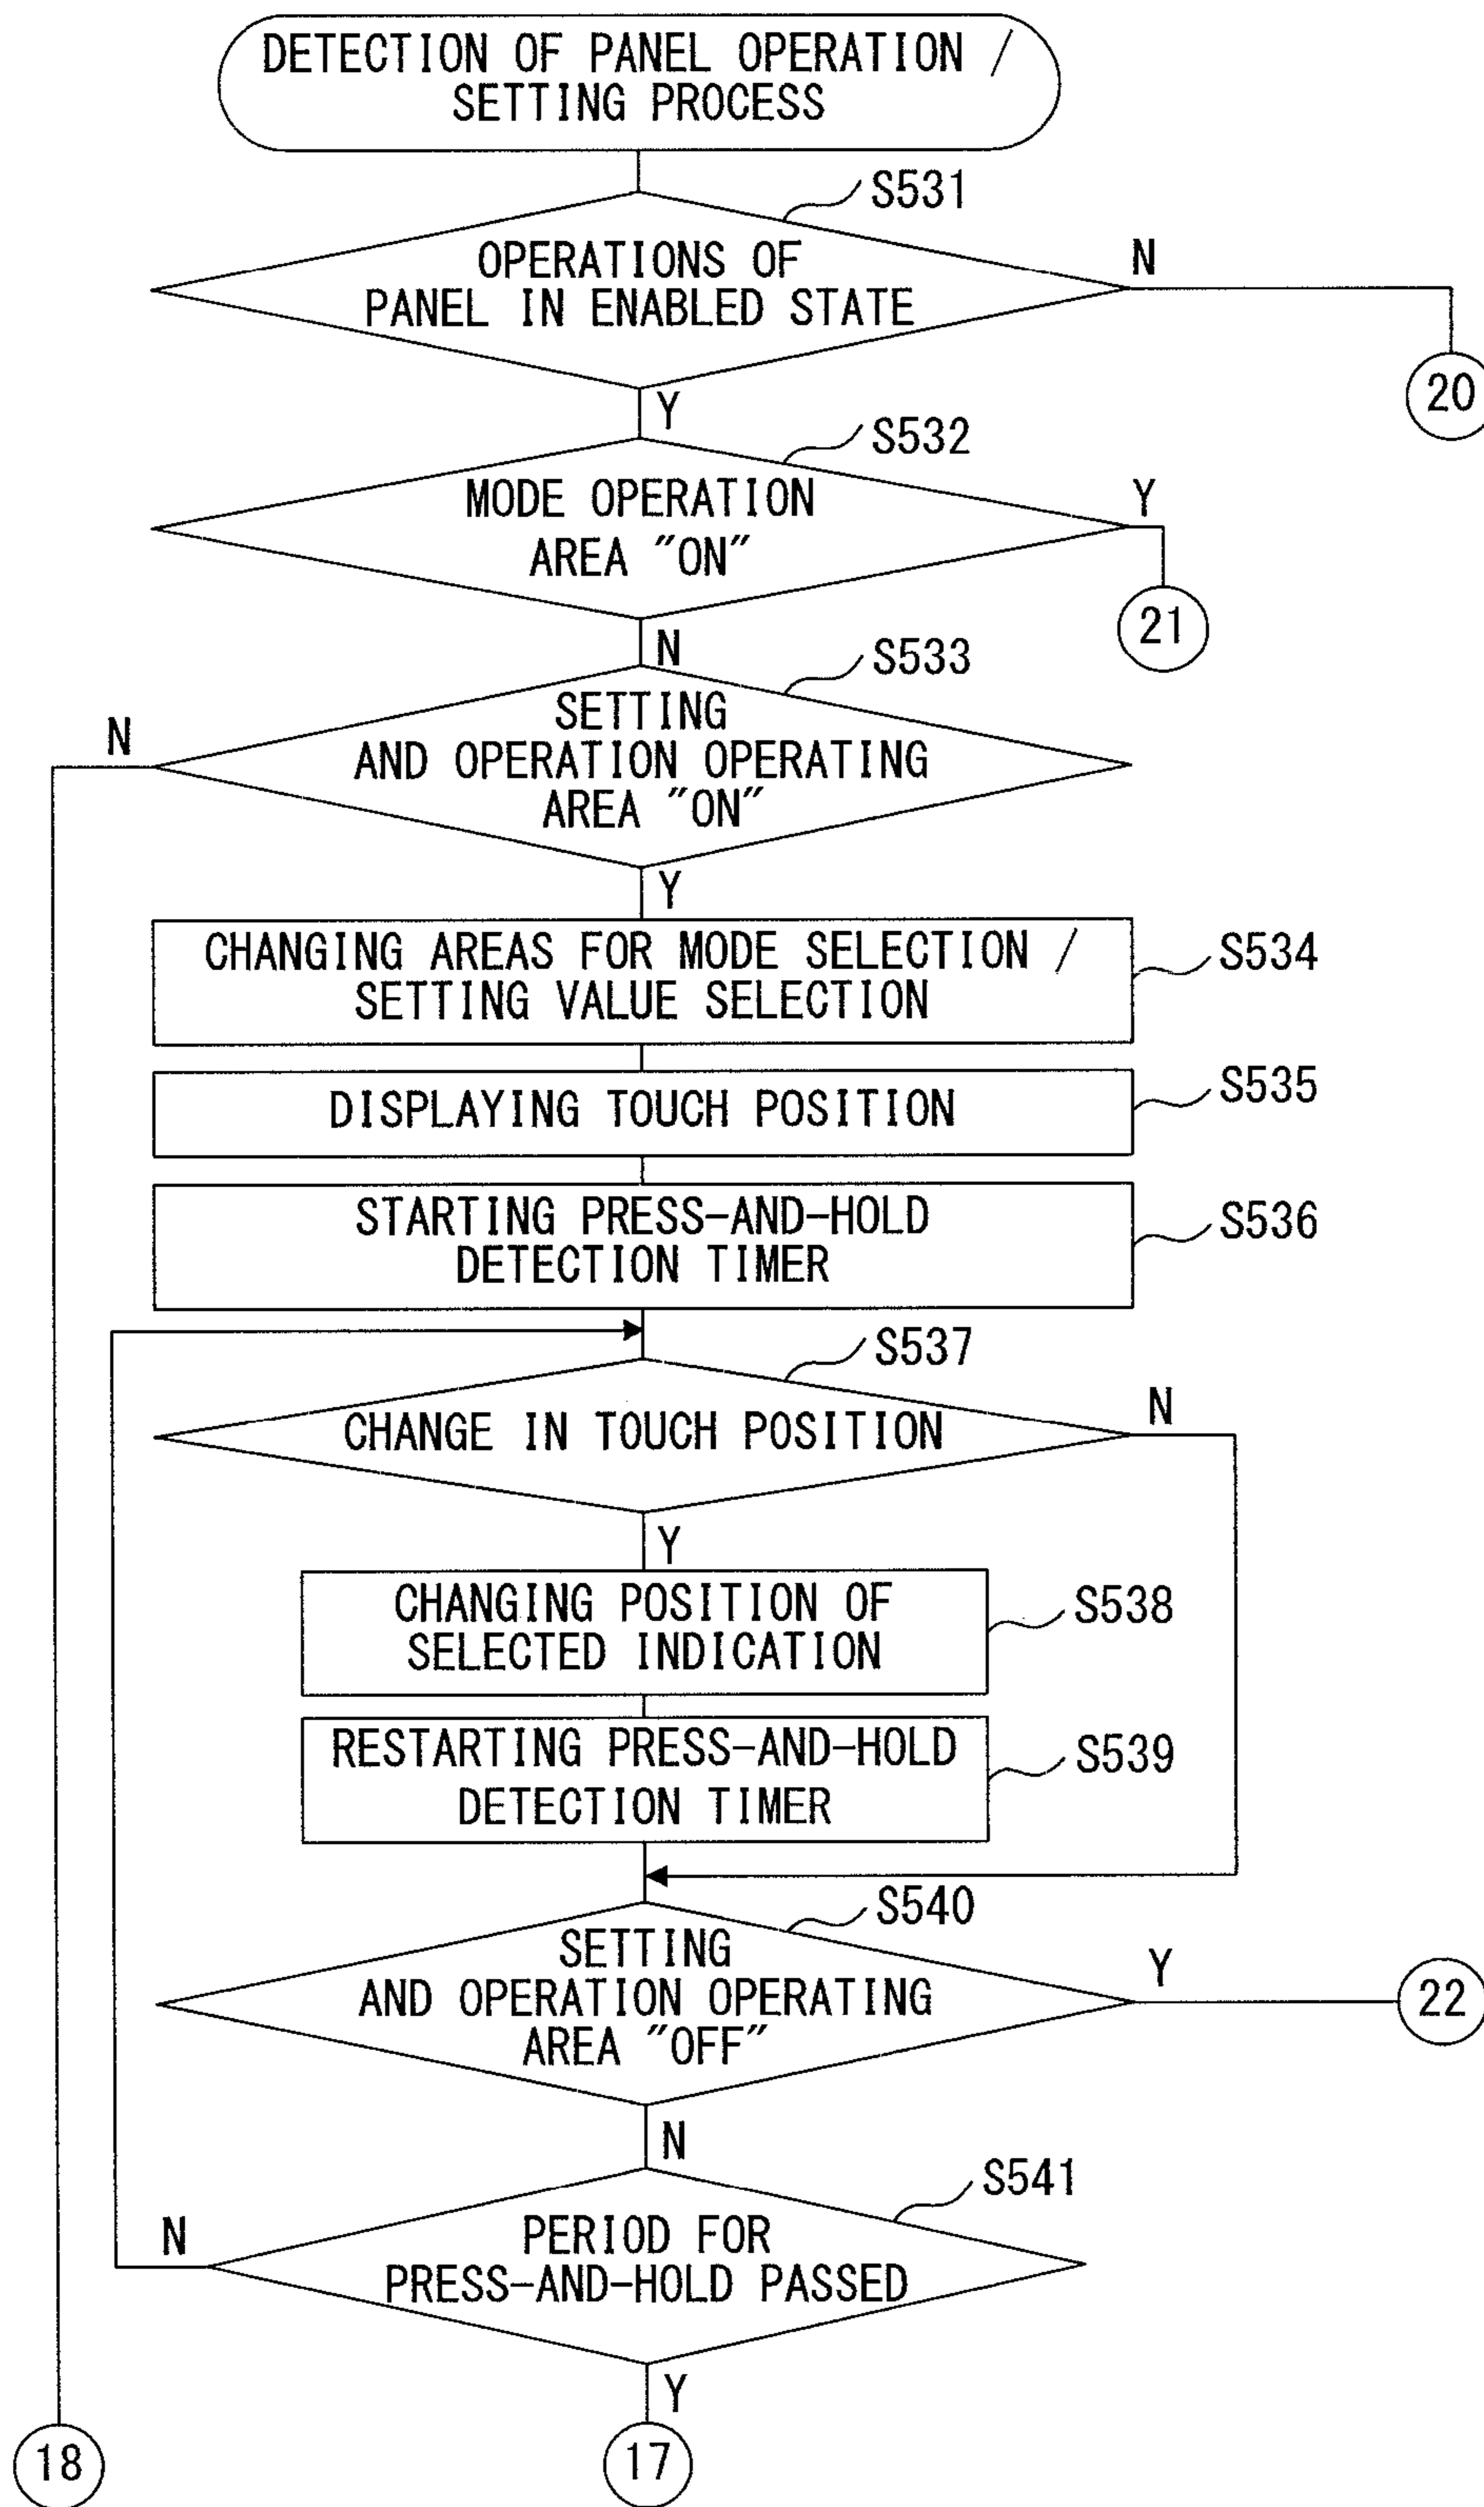 DETECTION OF PANEL OPERATION /
SETTING PROCESS
S531
OPERATIONS OF
PANEL IN ENABLED STATE
N
20
Y
S532
MODE OPERATION
AREA "ON"
Y
21
N
S533
SETTING
AND OPERATION OPERATING
AREA "ON"
N
Y
CHANGING AREAS FOR MODE SELECTION /
SETTING VALUE SELECTION
S534
DISPLAYING TOUCH POSITION
S535
STARTING PRESS-AND-HOLD
DETECTION TIMER
S536
S537
CHANGE IN TOUCH POSITION
N
Y
CHANGING POSITION OF
SELECTED INDICATION
S538
RESTARTING PRESS-AND-HOLD
DETECTION TIMER
S539
S540
SETTING
AND OPERATION OPERATING
AREA "OFF"
Y
22
N
S541
PERIOD FOR
PRESS-AND-HOLD PASSED
N
Y
18
17